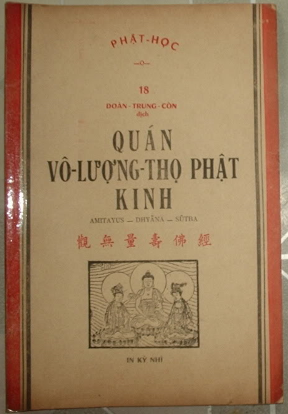 PHẬT-HỌC
—o—
18
ĐOÀN-TRUNG-CÒN
dịch
QUÁN
VÔ-LƯỢNG-THỌ PHẬT
KINH
AMITAYUS — DHYÂNA — SÛTRA
觀無量壽佛經
IN KỲ NHÌ